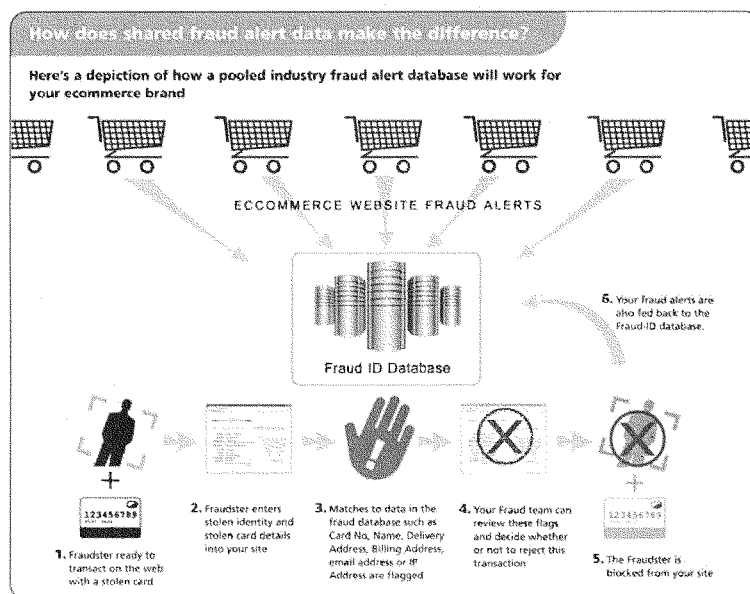 How does shared fraud alert data make the difference?
Here's a depiction of how a pooled industry fraud alert database will work for
your ecommerce brand
ECCOMMERCE WEBSITE FRAUD ALERTS
Fraud ID Database
6. Your fraud alerts are
also fed back to the
Fraud-ID database.
123456789
1. Fraudster ready to
transact on the web
with a stolen card
2. Fraudster enters
stolen identity and
stolen card details
into your site
3. Matches to data in the
fraud database such as
Card No, Name, Delivery
Address, Billing Address,
email address or IP
Address are flagged
4. Your Fraud team can
review these flags
and decide whether
or not to reject this
transaction
123456789
5. The Fraudster is
blocked from your site